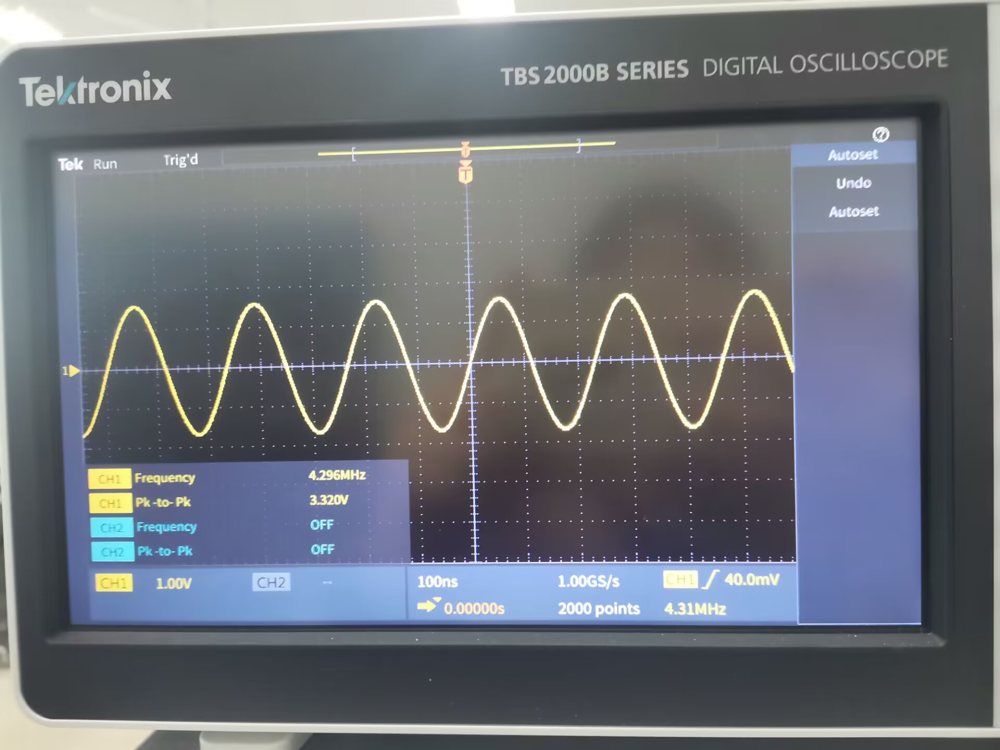 Tektronix
TBS 2000B SERIES DIGITAL OSCILLOSCOPE
Tek Run Trig'd
T
T
Autoset
Undo
Autoset
1
CH1 Frequency 4.296MHz
CH1 Pk-to-Pk 3.320V
CH2 Frequency OFF
CH2 Pk-to-Pk OFF
CH1 1.00V CH2 -- 100ns 1.00GS/s CH1 40.0mV
0.00000s 2000 points 4.31MHz